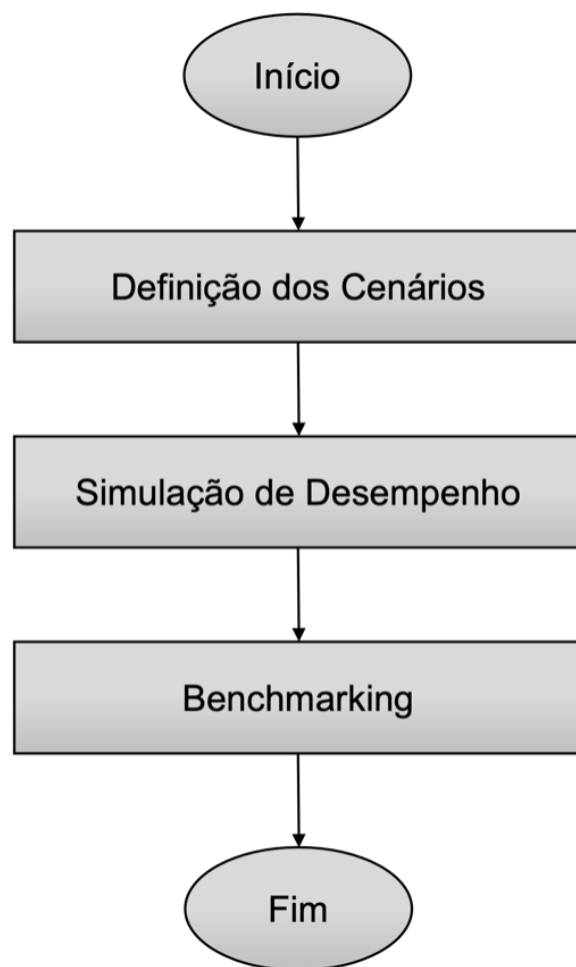 Início
Definição dos Cenários
Simulação de Desempenho
Benchmarking
Fim